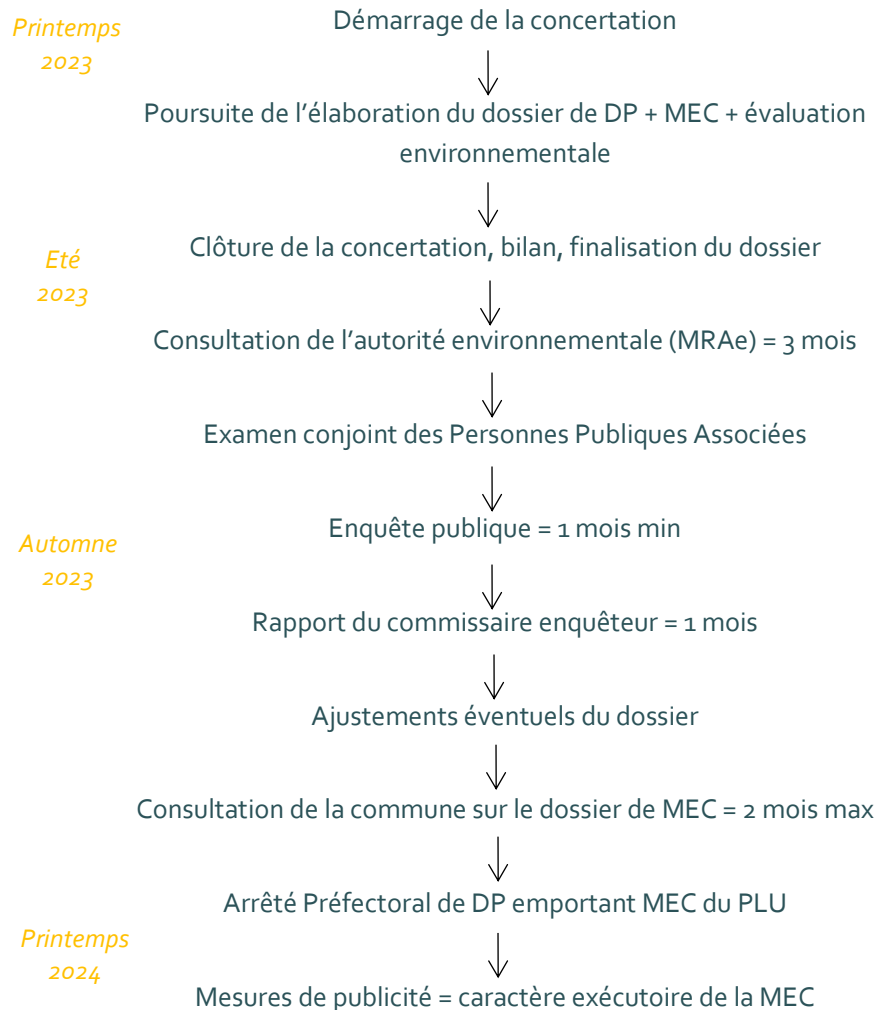 Printemps
2023
Démarrage de la concertation
Poursuite de l'élaboration du dossier de DP + MEC + évaluation
environnementale
Eté
2023
Clôture de la concertation, bilan, finalisation du dossier
Consultation de l'autorité environnementale (MRAe) = 3 mois
Examen conjoint des Personnes Publiques Associées
Automne
2023
Enquête publique = 1 mois min
Rapport du commissaire enquêteur = 1 mois
Ajustements éventuels du dossier
Consultation de la commune sur le dossier de MEC = 2 mois max
Arrêté Préfectoral de DP emportant MEC du PLU
Printemps
2024
Mesures de publicité = caractère exécutoire de la MEC